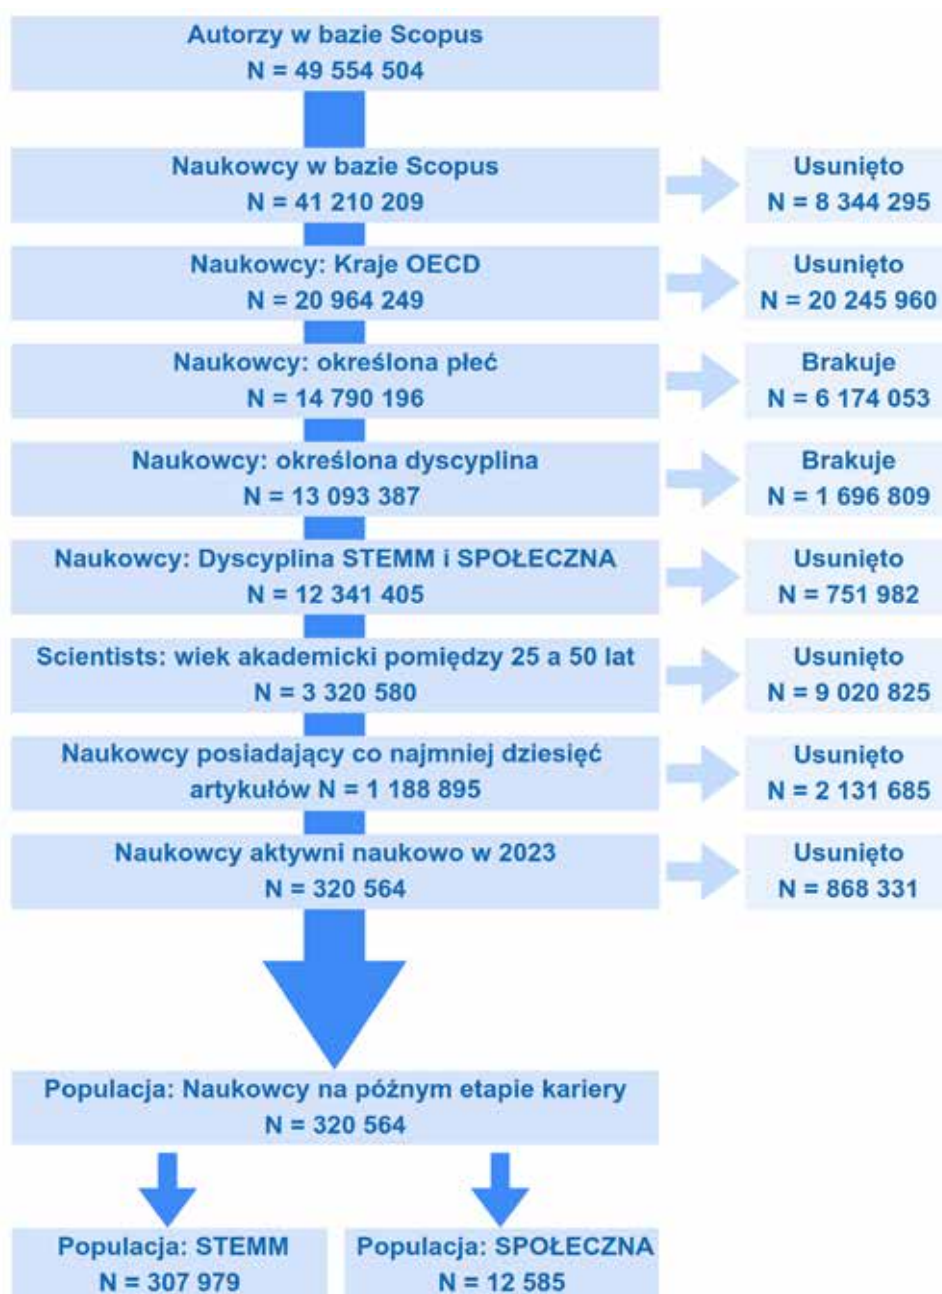 Autorzy w bazie Scopus
N = 49 554 504
Naukowcy w bazie Scopus
N = 41 210 209
Usunięto
N = 8 344 295
Naukowcy: Kraje OECD
N = 20 964 249
Usunięto
N = 20 245 960
Naukowcy: określona płeć
N = 14 790 196
Brakuje
N = 6 174 053
Naukowcy: określona dyscyplina
N = 13 093 387
Brakuje
N = 1 696 809
Naukowcy: Dyscyplina STEMM i SPOŁECZNA
N = 12 341 405
Usunięto
N = 751 982
Scientists: wiek akademicki pomiędzy 25 a 50 lat
N = 3 320 580
Usunięto
N = 9 020 825
Naukowcy posiadający co najmniej dziesięć
artykułów N = 1 188 895
Usunięto
N = 2 131 685
Naukowcy aktywni naukowo w 2023
N = 320 564
Usunięto
N = 868 331
Populacja: Naukowcy na późnym etapie kariery
N = 320 564
Populacja: STEMM
N = 307 979
Populacja: SPOŁECZNA
N = 12 585